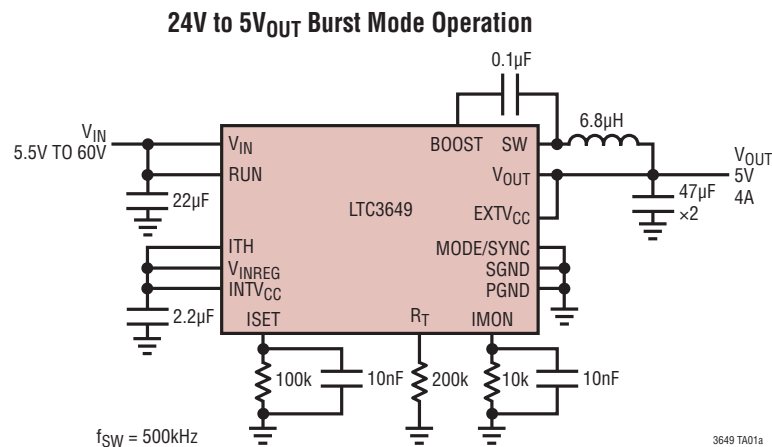 24V to 5VOUT Burst Mode Operation
0.1µF
6.8µH
VIN
5.5V TO 60V
VIN
BOOST
SW
RUN
VOUT
VOUT
5V
4A
22µF
LTC3649
EXTVCC
47µF
×2
ITH
MODE/SYNC
VINREG
SGND
INTVCC
PGND
2.2µF
ISET
RT
IMON
100k
10nF
200k
10k
10nF
fSW = 500kHz
3649 TA01a